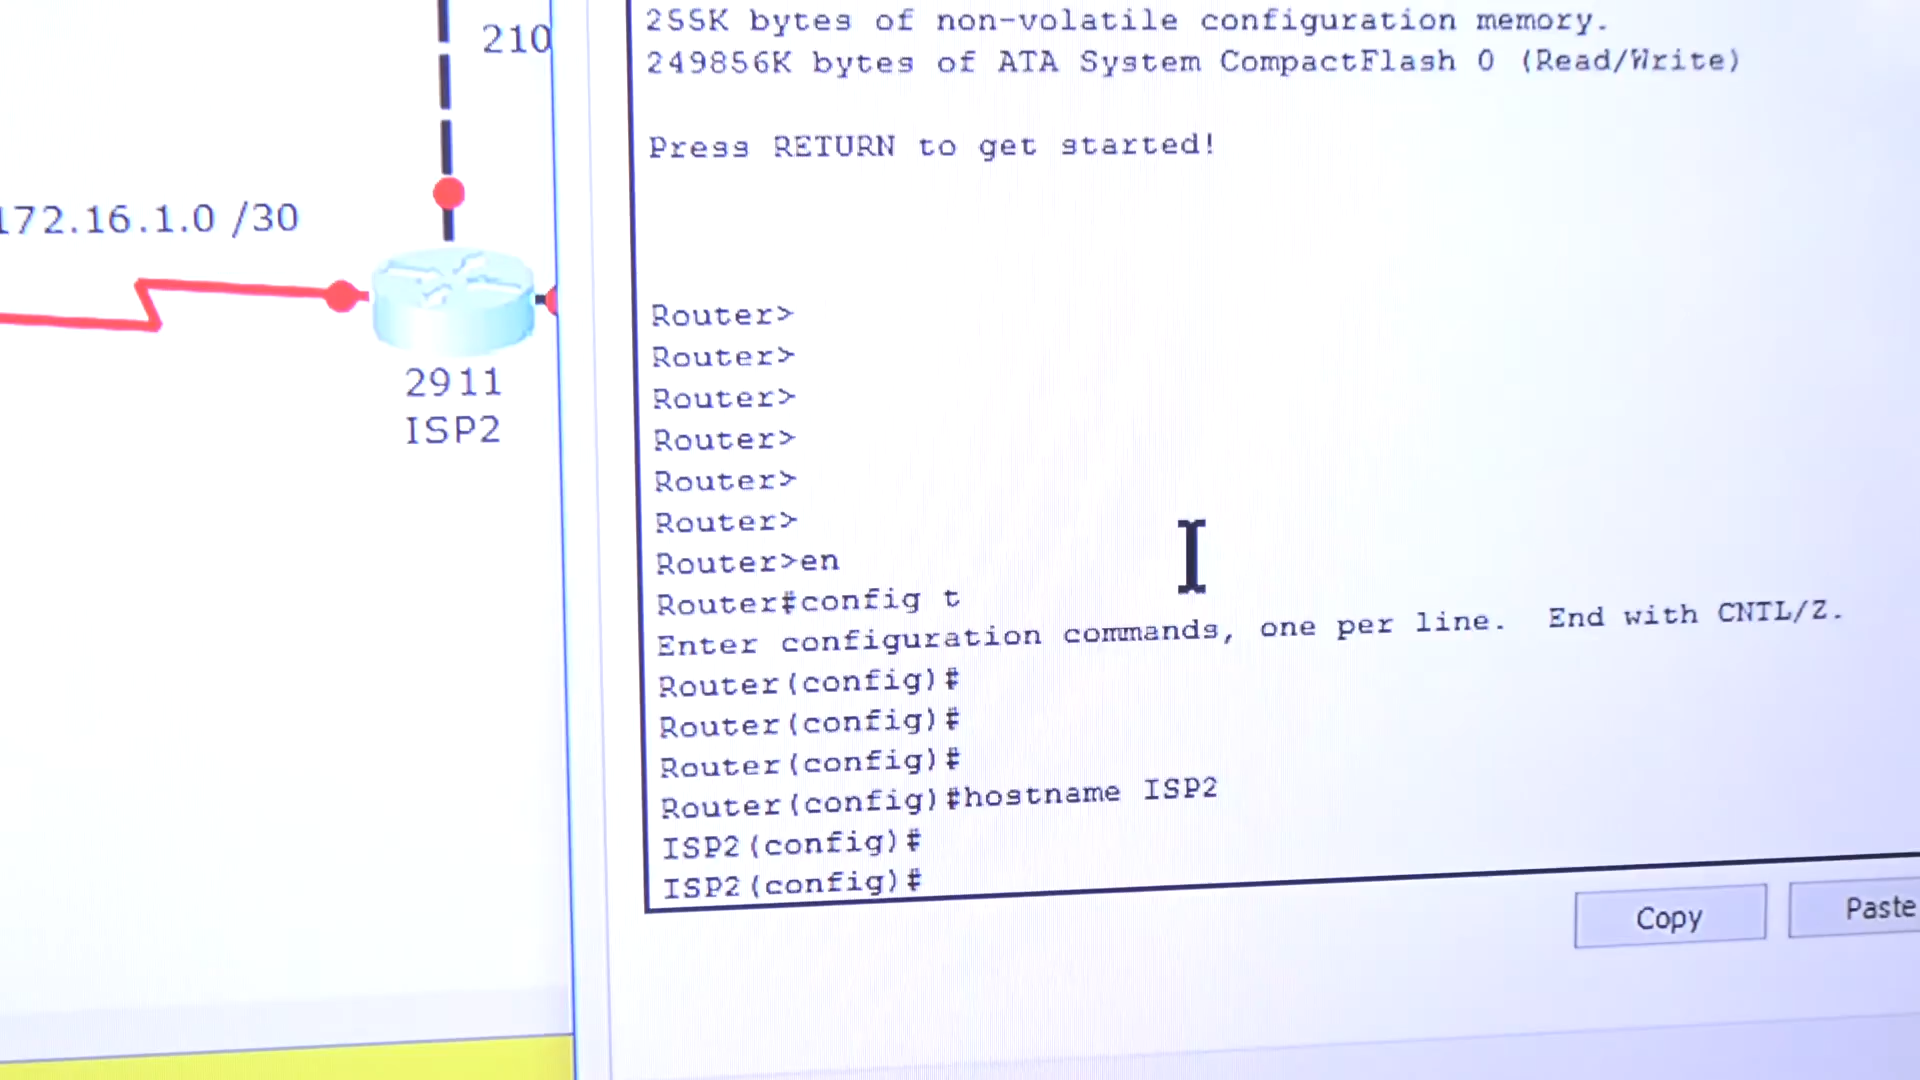 210
172.16.1.0 /30
2911
ISP2
255K bytes of non-volatile configuration memory.
249856K bytes of ATA System CompactFlash 0 (Read/Write)
Press RETURN to get started!
Router>
Router>
Router>
Router>
Router>
Router>
Router>en
Router#config t
Enter configuration commands, one per line.  End with CNTL/Z.
Router(config)#
Router(config)#
Router(config)#
Router(config)#hostname ISP2
ISP2(config)#
ISP2(config)#
Copy
Paste